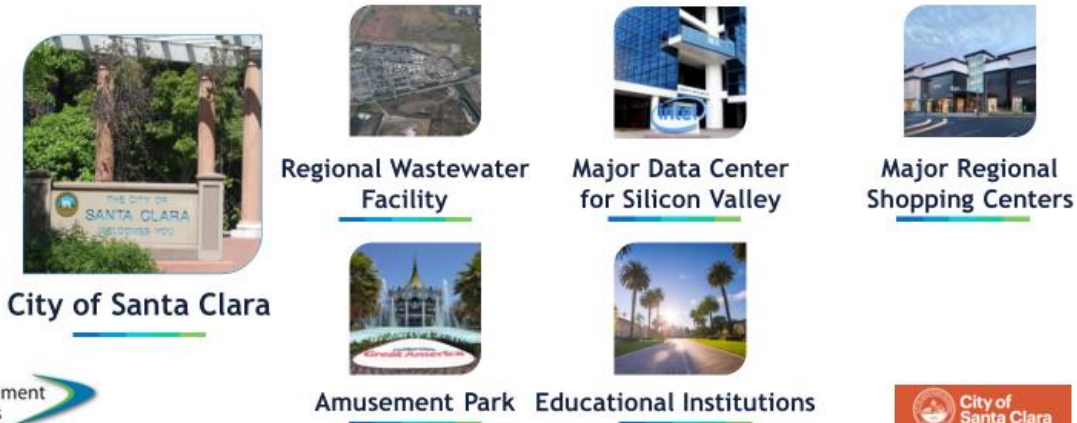 THE CITY OF
SANTA CLARA
WELCOMES YOU
City of Santa Clara
Regional Wastewater
Facility
intel
Major Data Center
for Silicon Valley
Major Regional
Shopping Centers
Great America
Amusement Park
Educational Institutions
ment
City of
Santa Clara